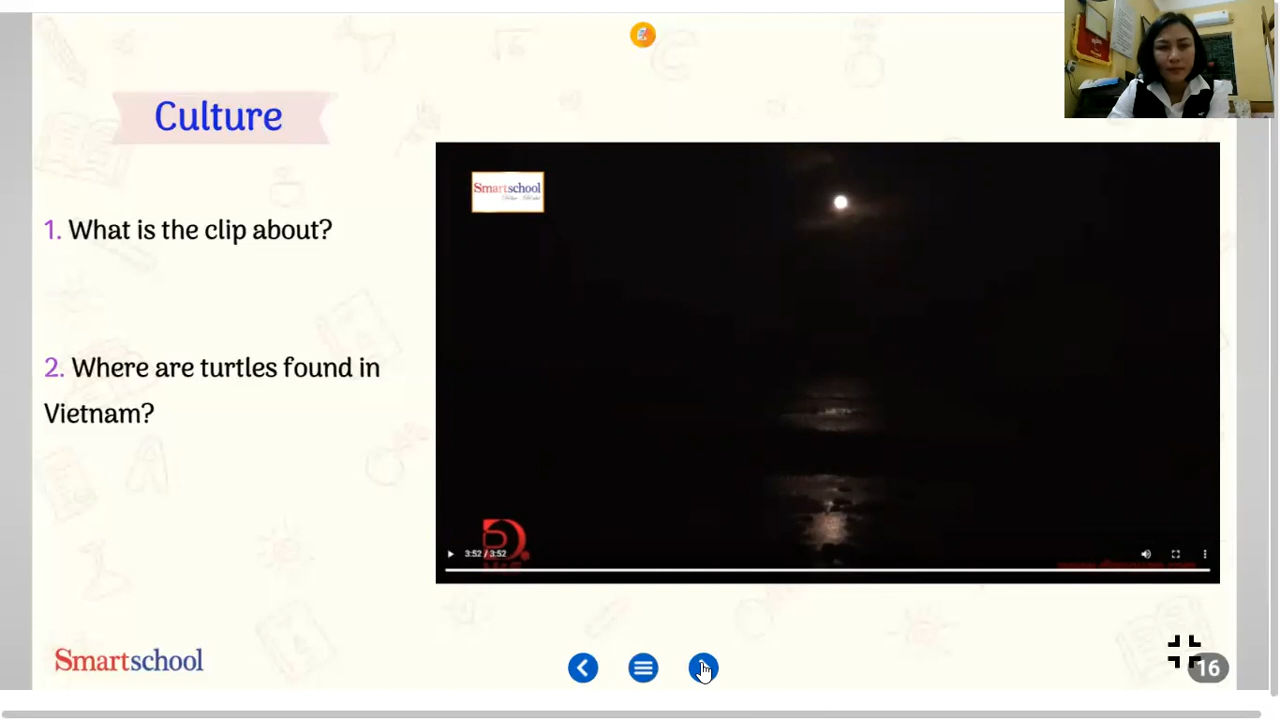 Culture
Smartschool
1. What is the clip about?
2. Where are turtles found in
Vietnam?
3:52 / 3:52
Smartschool
16